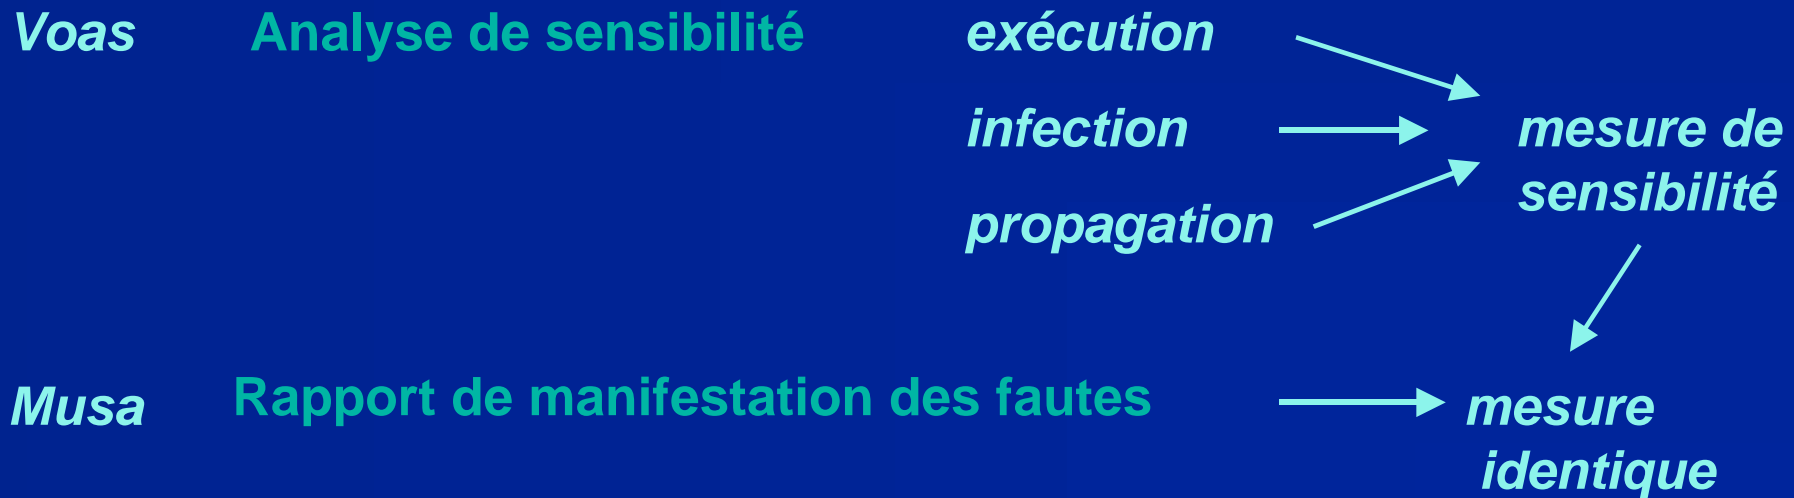 Voas Analyse de sensibilité exécution
infection
mesure de
sensibilité
propagation
Musa Rapport de manifestation des fautes mesure
identique